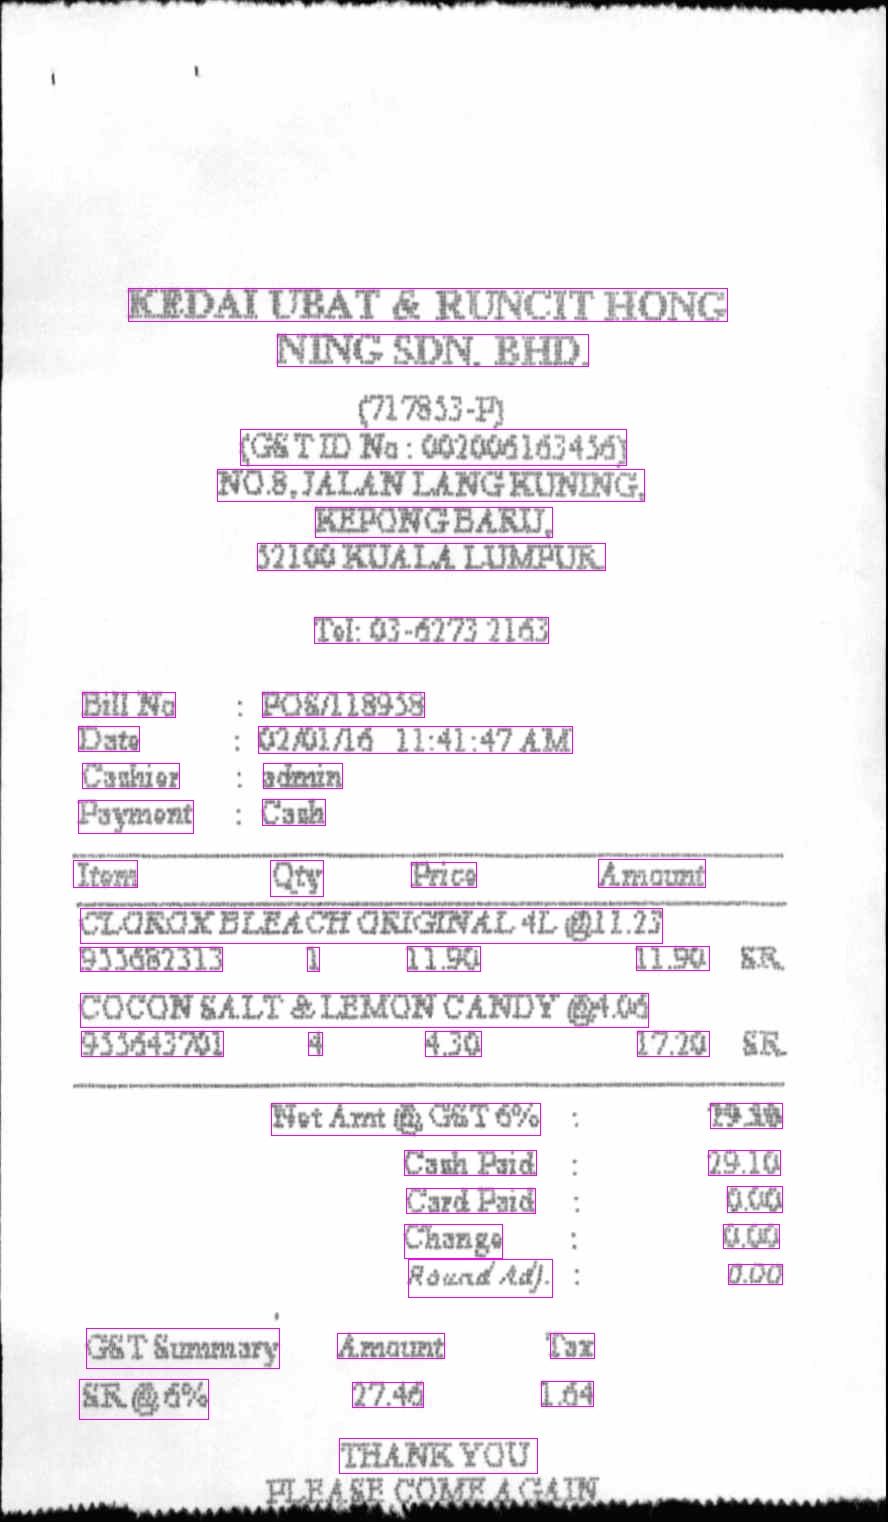 KEDAI UBAT & RUNCIT HONG
NING SDN. BHD.
(717853-P)
(GST ID No : 002006163456)
NO.8, JALAN LANG KUNING,
KEPONG BARU,
52100 KUALA LUMPUR.
Tel: 03-6273 2163
Bill No : POS/118958
Date : 02/01/16 11:41:47 AM
Cashier : admin
Payment : Cash
Item Qty Price Amount
CLOROX BLEACH ORIGINAL 4L @11.23
955682313 1 11.90 11.90 SR.
COCON SALT & LEMON CANDY @4.06
955643701 4 4.30 17.20 SR.
Net Amt @ GST 6% : 29.10
Cash Paid : 29.10
Card Paid : 0.00
Change : 0.00
Round Adj. : 0.00
GST Summary Amount Tax
SR @ 6% 27.46 1.64
THANK YOU
PLEASE COME AGAIN